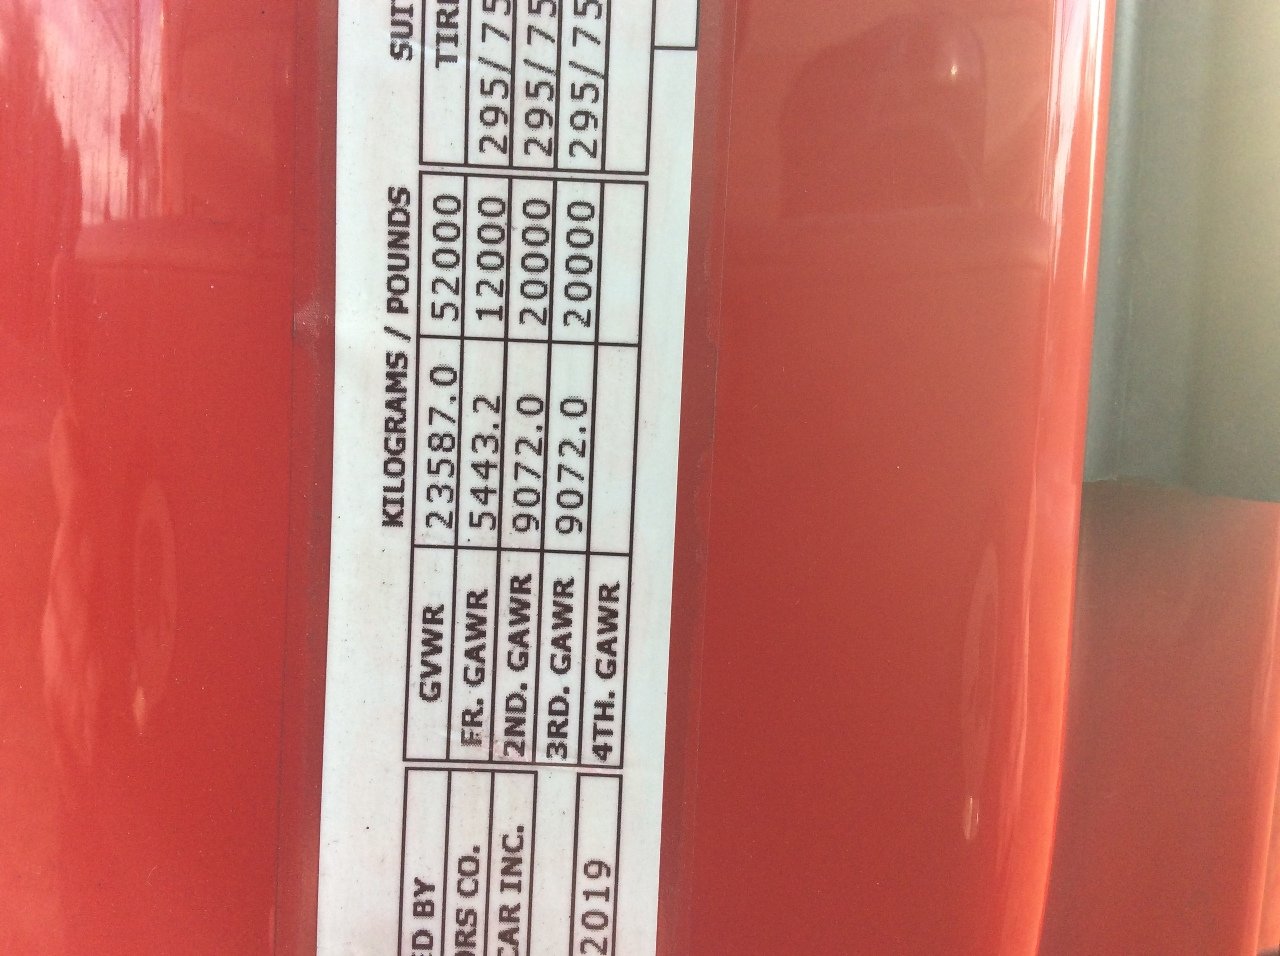 KILOGRAMS / POUNDS SUI
ED BY GVWR 23587.0 52000 TIR
ORS CO. FR. GAWR 5443.2 12000 295/75
CAR INC. 2ND. GAWR 9072.0 20000 295/75
3RD. GAWR 9072.0 20000 295/75
2019 4TH. GAWR